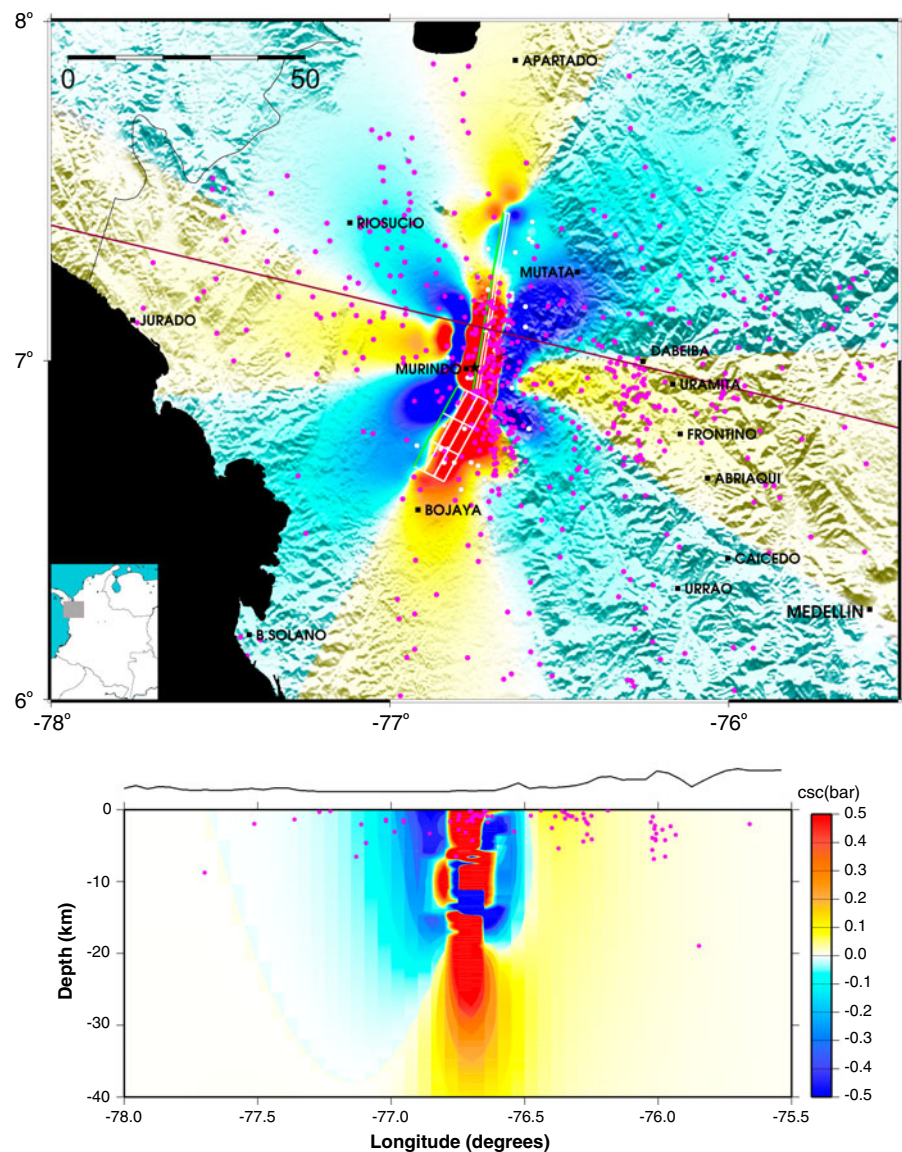 8°
APARTADO
0 50
RIOSUCIO
MUTATA
JURADO
DABEIBA
7°
MURINDO
URAMITA
FRONTINO
ABRIAQUI
BOJAYA
CAICEDO
URRAO
MEDELLIN
B.SOLANO
6°
-78° -77° -76°
csc(bar)
0 0.5
0.4
-10 0.3
0.2
0.1
-20 0.0
-0.1
-0.2
-30 -0.3
-0.4
-40 -0.5
Depth (km)
-78.0 -77.5 -77.0 -76.5 -76.0 -75.5
Longitude (degrees)